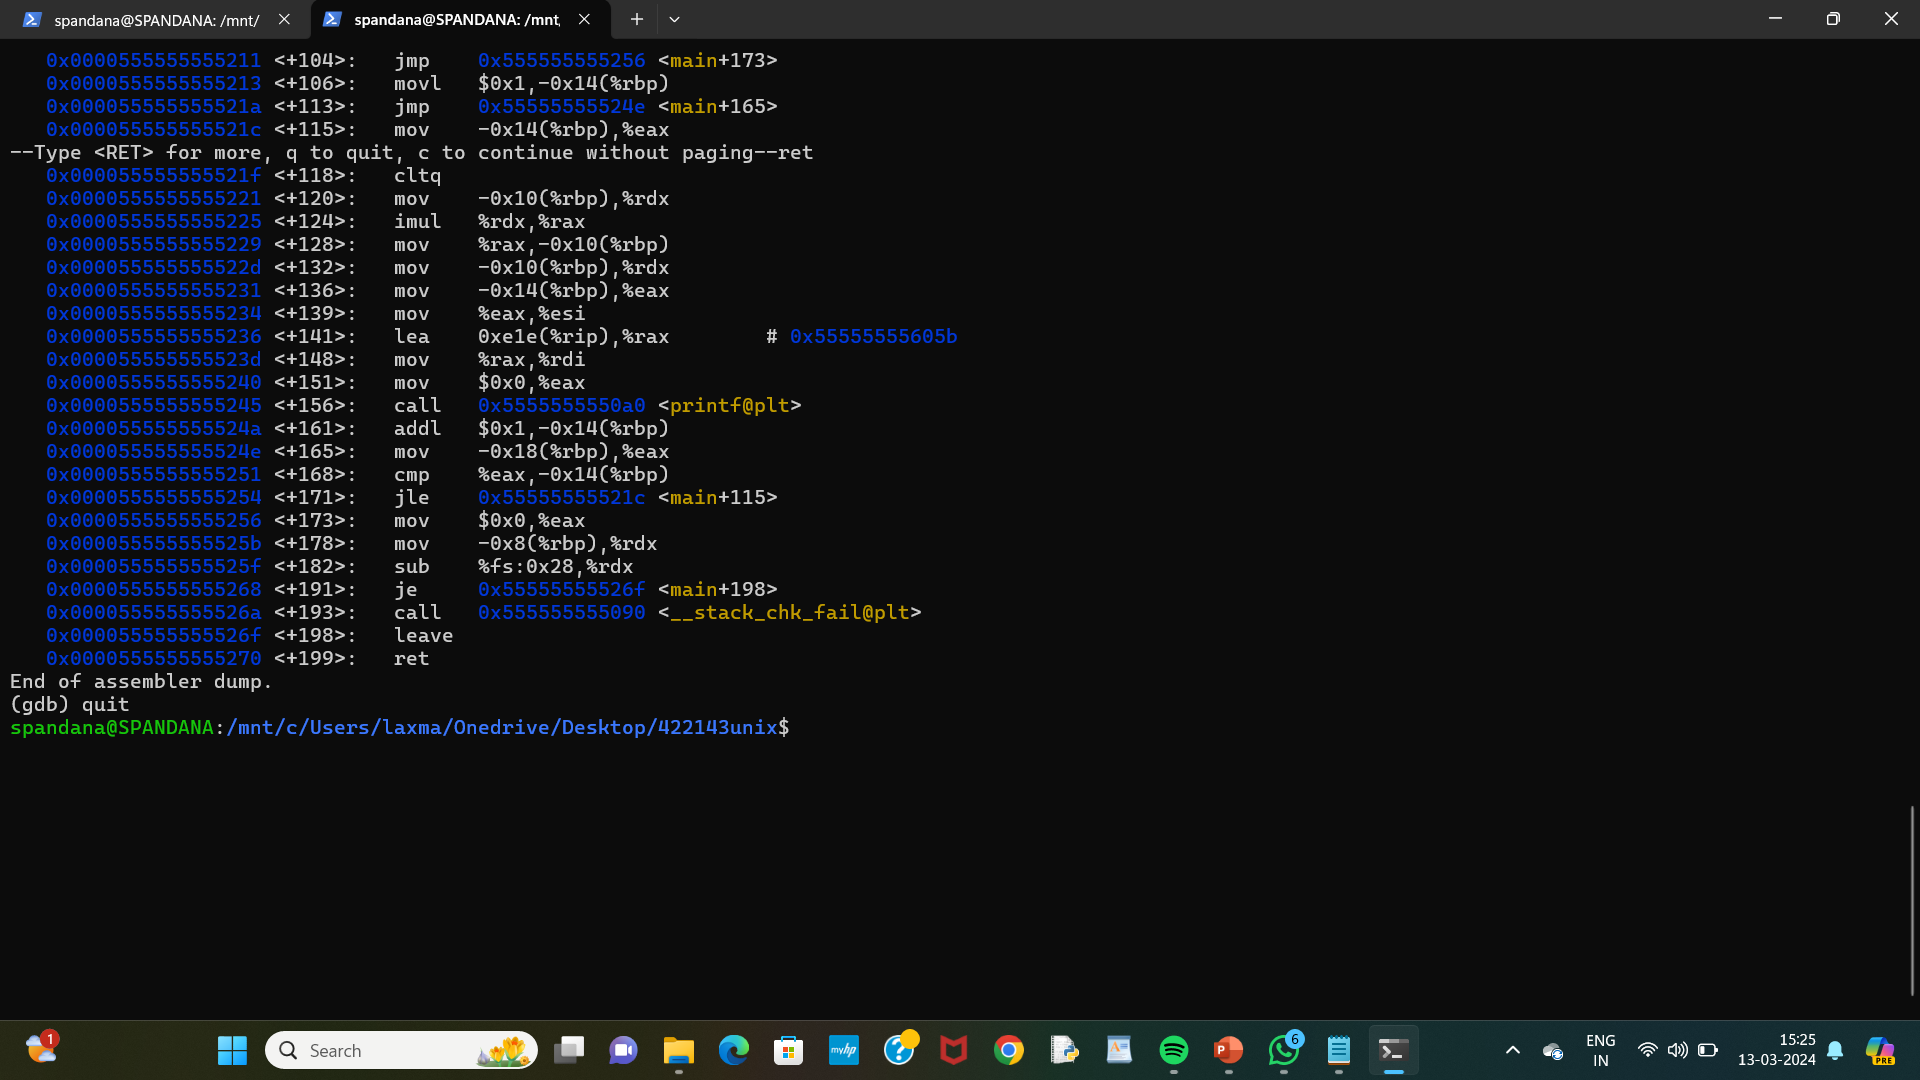 spandana@SPANDANA: /mnt/
spandana@SPANDANA: /mnt,
0x0000555555555211 <+104>: jmp 0x555555555256 <main+173>
0x0000555555555213 <+106>: movl $0x1,-0x14(%rbp)
0x000055555555521a <+113>: jmp 0x55555555524e <main+165>
0x000055555555521c <+115>: mov -0x14(%rbp),%eax
--Type <RET> for more, q to quit, c to continue without paging--ret
0x000055555555521f <+118>: cltq
0x0000555555555221 <+120>: mov -0x10(%rbp),%rdx
0x0000555555555225 <+124>: imul %rdx,%rax
0x0000555555555229 <+128>: mov %rax,-0x10(%rbp)
0x000055555555522d <+132>: mov -0x10(%rbp),%rdx
0x0000555555555231 <+136>: mov -0x14(%rbp),%eax
0x0000555555555234 <+139>: mov %eax,%esi
0x0000555555555236 <+141>: lea 0xe1e(%rip),%rax # 0x55555555605b
0x000055555555523d <+148>: mov %rax,%rdi
0x0000555555555240 <+151>: mov $0x0,%eax
0x0000555555555245 <+156>: call 0x5555555550a0 <printf@plt>
0x000055555555524a <+161>: addl $0x1,-0x14(%rbp)
0x000055555555524e <+165>: mov -0x18(%rbp),%eax
0x0000555555555251 <+168>: cmp %eax,-0x14(%rbp)
0x0000555555555254 <+171>: jle 0x55555555521c <main+115>
0x0000555555555256 <+173>: mov $0x0,%eax
0x000055555555525b <+178>: mov -0x8(%rbp),%rdx
0x000055555555525f <+182>: sub %fs:0x28,%rdx
0x0000555555555268 <+191>: je 0x55555555526f <main+198>
0x000055555555526a <+193>: call 0x555555555090 <__stack_chk_fail@plt>
0x000055555555526f <+198>: leave
0x0000555555555270 <+199>: ret
End of assembler dump.
(gdb) quit
spandana@SPANDANA:/mnt/c/Users/laxma/Onedrive/Desktop/422143unix$
1
Search
myhp
?
P
6
ENG
IN
15:25
13-03-2024
PRE